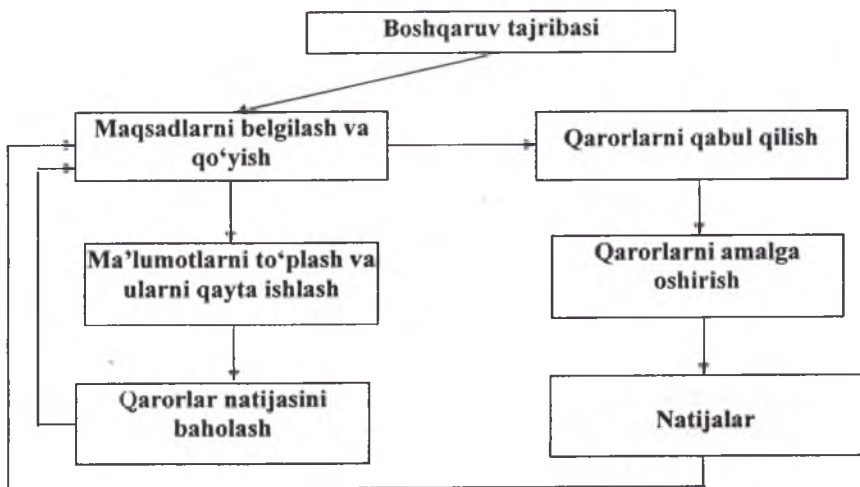 Boshqaruv tajribasi
Maqsadlarni belgilash va
qo‘yish
Qarorlarni qabul qilish
Ma’lumotlarni to‘plash va
ularni qayta ishlash
Qarorlarni amalga
oshirish
Qarorlar natijasini
baholash
Natijalar